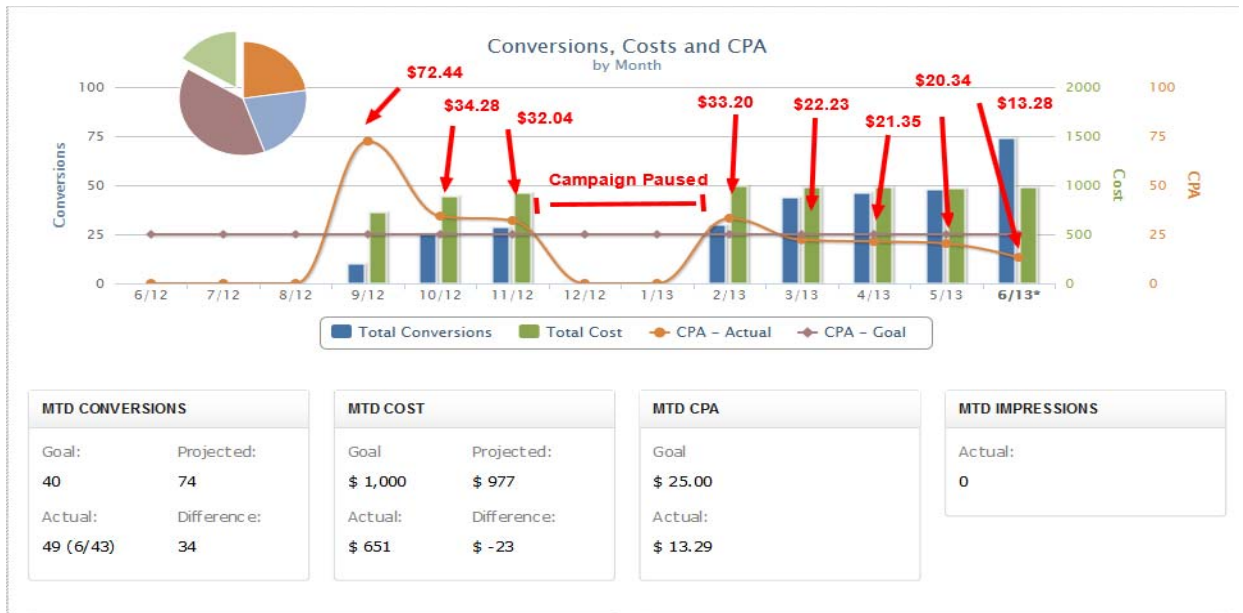 Conversions, Costs and CPA
by Month
$72.44
$34.28
$32.04
$33.20
$22.23
$21.35
$20.34
$13.28
Campaign Paused
100
75
50
25
0
Conversions
2000
1500
1000
500
0
Cost
100
75
50
25
0
CPA
6/12 7/12 8/12 9/12 10/12 11/12 12/12 1/13 2/13 3/13 4/13 5/13 6/13*
Total Conversions Total Cost CPA - Actual CPA - Goal
MTD CONVERSIONS
Goal: Projected:
40 74
Actual: Difference:
49 (6/43) 34
MTD COST
Goal Projected:
$ 1,000 $ 977
Actual: Difference:
$ 651 $ -23
MTD CPA
Goal
$ 25.00
Actual:
$ 13.29
MTD IMPRESSIONS
Actual:
0